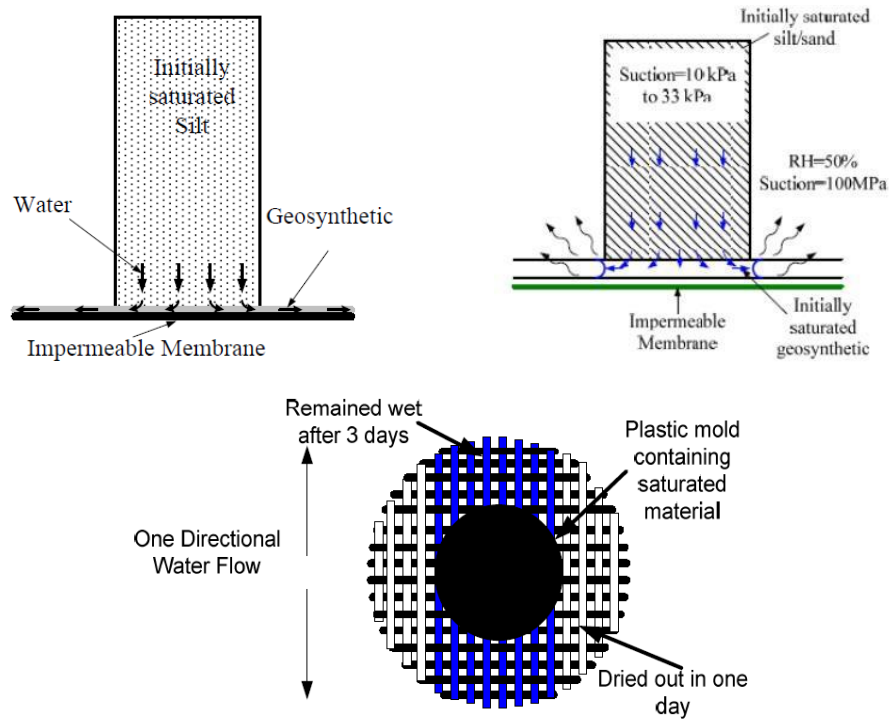 Initially
saturated
Silt
Water
Geosynthetic
Impermeable Membrane
Initially saturated
silt/sand
Suction=10 kPa
to 33 kPa
RH=50%
Suction=100MPa
Impermeable
Membrane
Initially
saturated
geosynthetic
Remained wet
after 3 days
Plastic mold
containing
saturated
material
One Directional
Water Flow
Dried out in one
day